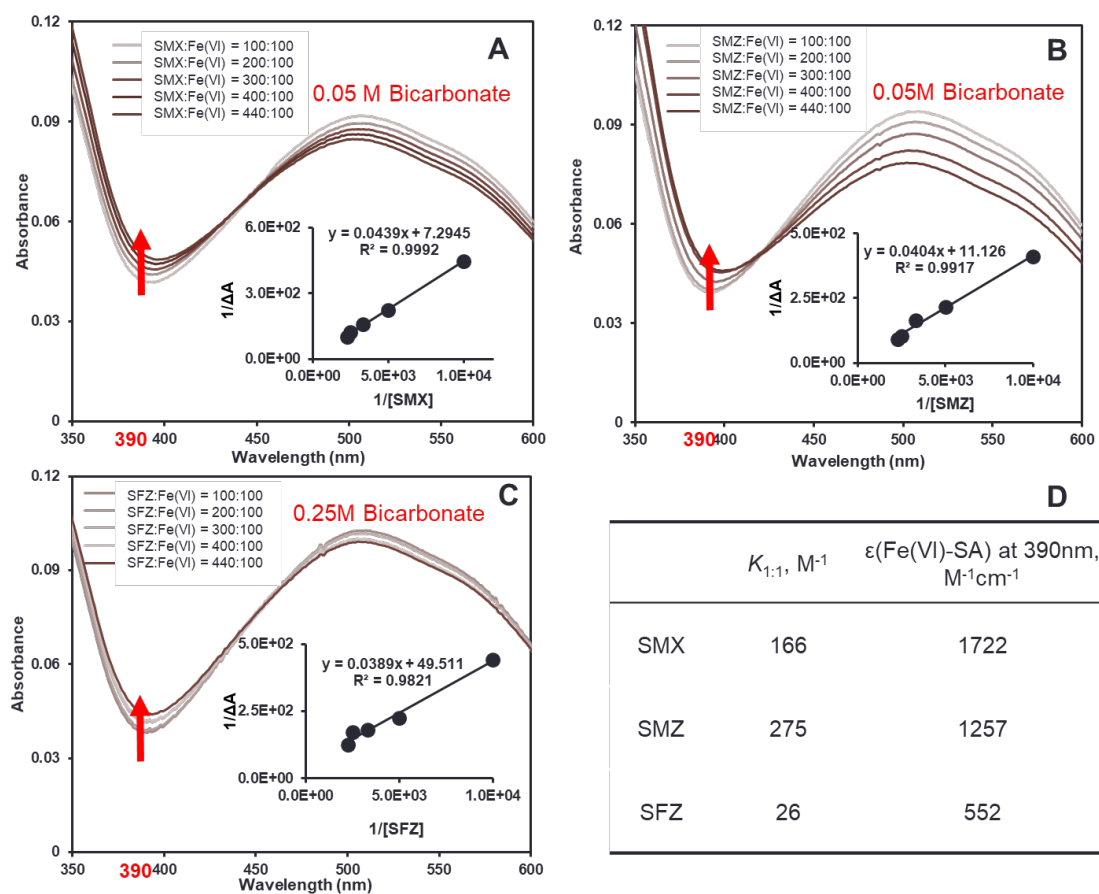 A
SMX:Fe(VI) = 100:100
SMX:Fe(VI) = 200:100
SMX:Fe(VI) = 300:100
SMX:Fe(VI) = 400:100
SMX:Fe(VI) = 440:100
0.05 M Bicarbonate
Absorbance
0.12
0.09
0.06
0.03
0
y = 0.0439x + 7.2945
R² = 0.9992
1/ΔA
6.0E+02
3.0E+02
0.0E+00
0.0E+00 5.0E+03 1.0E+04
1/[SMX]
350 390 400 450 500 550 600
Wavelength (nm)
B
SMZ:Fe(VI) = 100:100
SMZ:Fe(VI) = 200:100
SMZ:Fe(VI) = 300:100
SMZ:Fe(VI) = 400:100
SMZ:Fe(VI) = 440:100
0.05M Bicarbonate
Absorbance
0.12
0.09
0.06
0.03
0
y = 0.0404x + 11.126
R² = 0.9917
1/ΔA
5.0E+02
2.5E+02
0.0E+00
0.0E+00 5.0E+03 1.0E+04
1/[SMZ]
350 390 400 450 500 550 600
Wavelength (nm)
C
SFZ:Fe(VI) = 100:100
SFZ:Fe(VI) = 200:100
SFZ:Fe(VI) = 300:100
SFZ:Fe(VI) = 400:100
SFZ:Fe(VI) = 440:100
0.25M Bicarbonate
Absorbance
0.12
0.09
0.06
0.03
0
y = 0.0389x + 49.511
R² = 0.9821
1/ΔA
5.0E+02
2.5E+02
0.0E+00
0.0E+00 5.0E+03 1.0E+04
1/[SFZ]
350 390 400 450 500 550 600
Wavelength (nm)
D
K1:1, M-1 ε(Fe(VI)-SA) at 390nm,
M-1cm-1
SMX 166 1722
SMZ 275 1257
SFZ 26 552